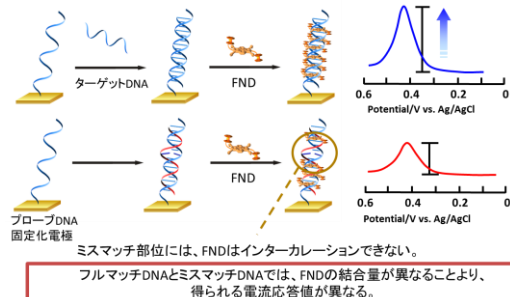 ターゲットDNA
FND
0.6 0.4 0.2 0
Potential/V vs. Ag/AgCl
プローブDNA
固定化電極
FND
0.6 0.4 0.2 0
Potential/V vs. Ag/AgCl
ミスマッチ部位には、FNDはインターカレーションできない。
フルマッチDNAとミスマッチDNAでは、FNDの結合量が異なることより、
得られる電流応答値が異なる。